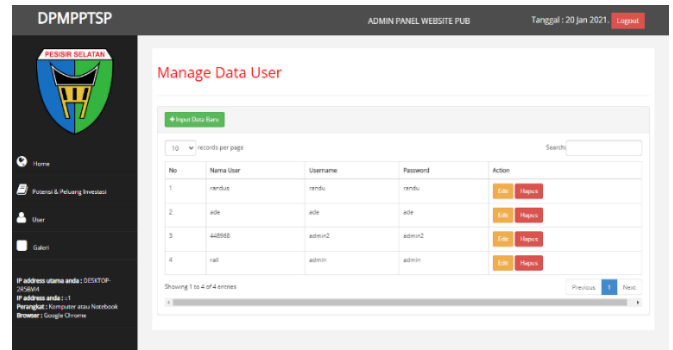 DPMPPTSP
ADMIN PANEL WEBSITE PUB
Tanggal : 20 Jan 2021.
Logout
PESISIR SELATAN
Home
Potensi & Peluang Investasi
User
Galeri
IP address utama anda : DESKTOP-
IP address anda : ::1
Perangkat : Komputer atau Notebook
Browser : Google Chrome
Manage Data User
+ Input Data Baru
10 records per page
Search:
No Nama User Username Password Action
1 randus randu randu Edit Hapus
2 ade ade ade Edit Hapus
3 448988 admin2 admin2 Edit Hapus
4 rail admin admin Edit Hapus
Showing 1 to 4 of 4 entries
Previous 1 Next